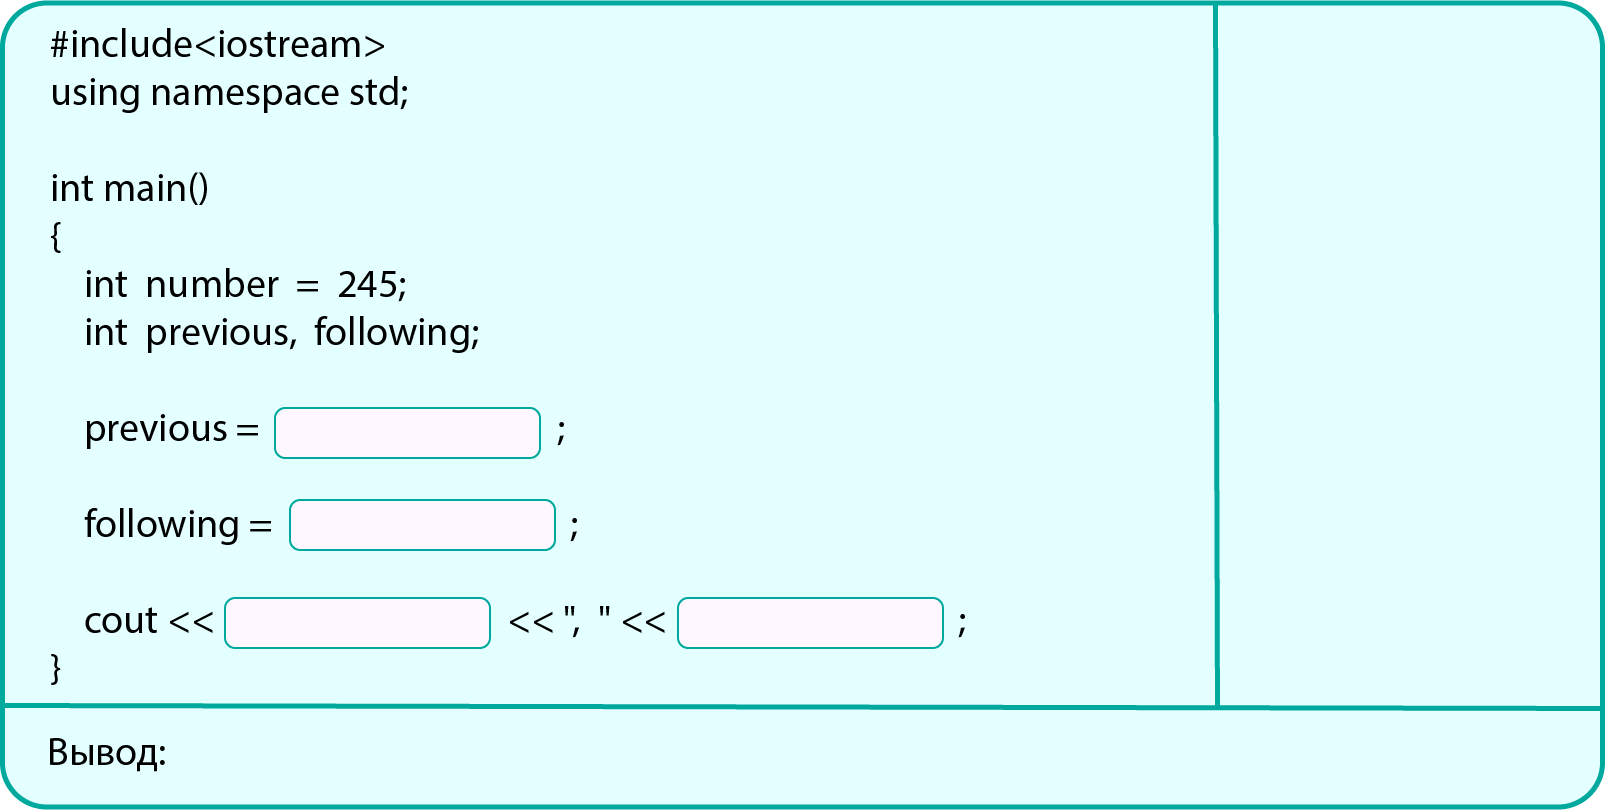 #include<iostream>
using namespace std;
int main()
{
int number = 245;
int previous, following;
previous = ;
following = ;
cout << << ", " << ;
}
Вывод: